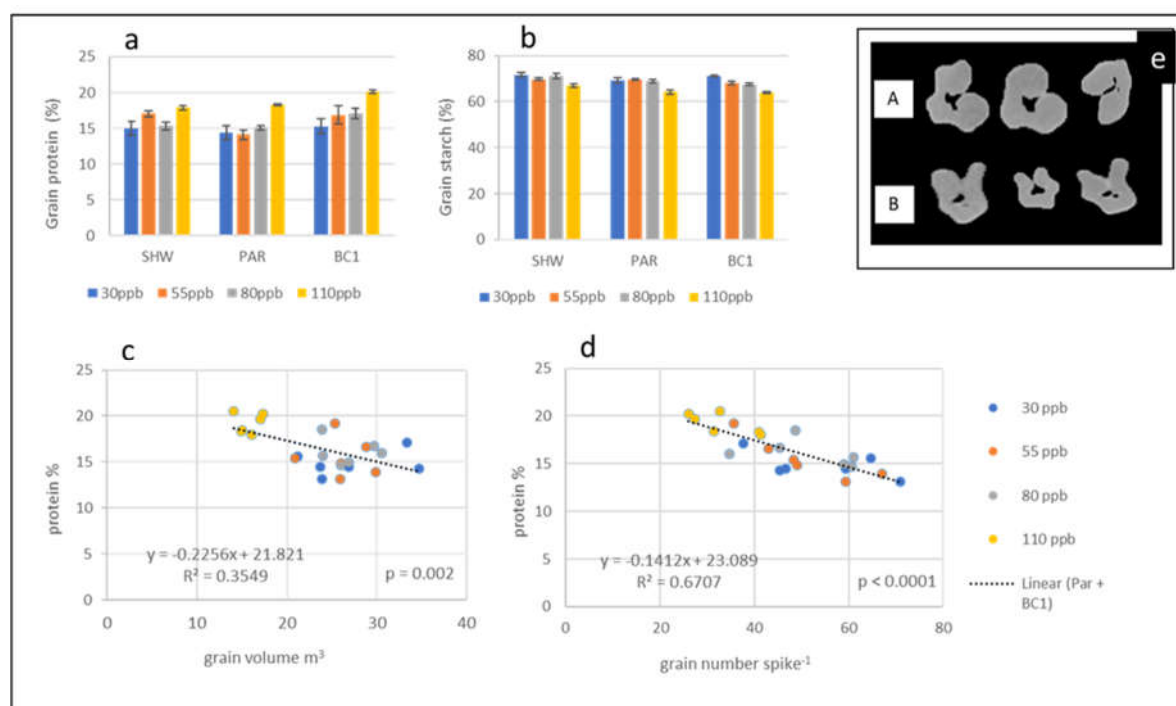 a
25
20
15
10
5
0
Grain protein (%)
SHW PAR BC1
30ppb 55ppb 80ppb 110ppb
b
80
60
40
20
0
Grain starch (%)
SHW PAR BC1
30ppb 55ppb 80ppb 110ppb
e
A
B
c
25
20
15
10
5
0
protein %
y = -0.2256x + 21.821
R² = 0.3549
p = 0.002
0 10 20 30 40
grain volume m³
d
25
20
15
10
5
0
protein %
y = -0.1412x + 23.089
R² = 0.6707
p < 0.0001
0 20 40 60 80
grain number spike⁻¹
30 ppb
55 ppb
80 ppb
110 ppb
Linear (Par +
BC1)